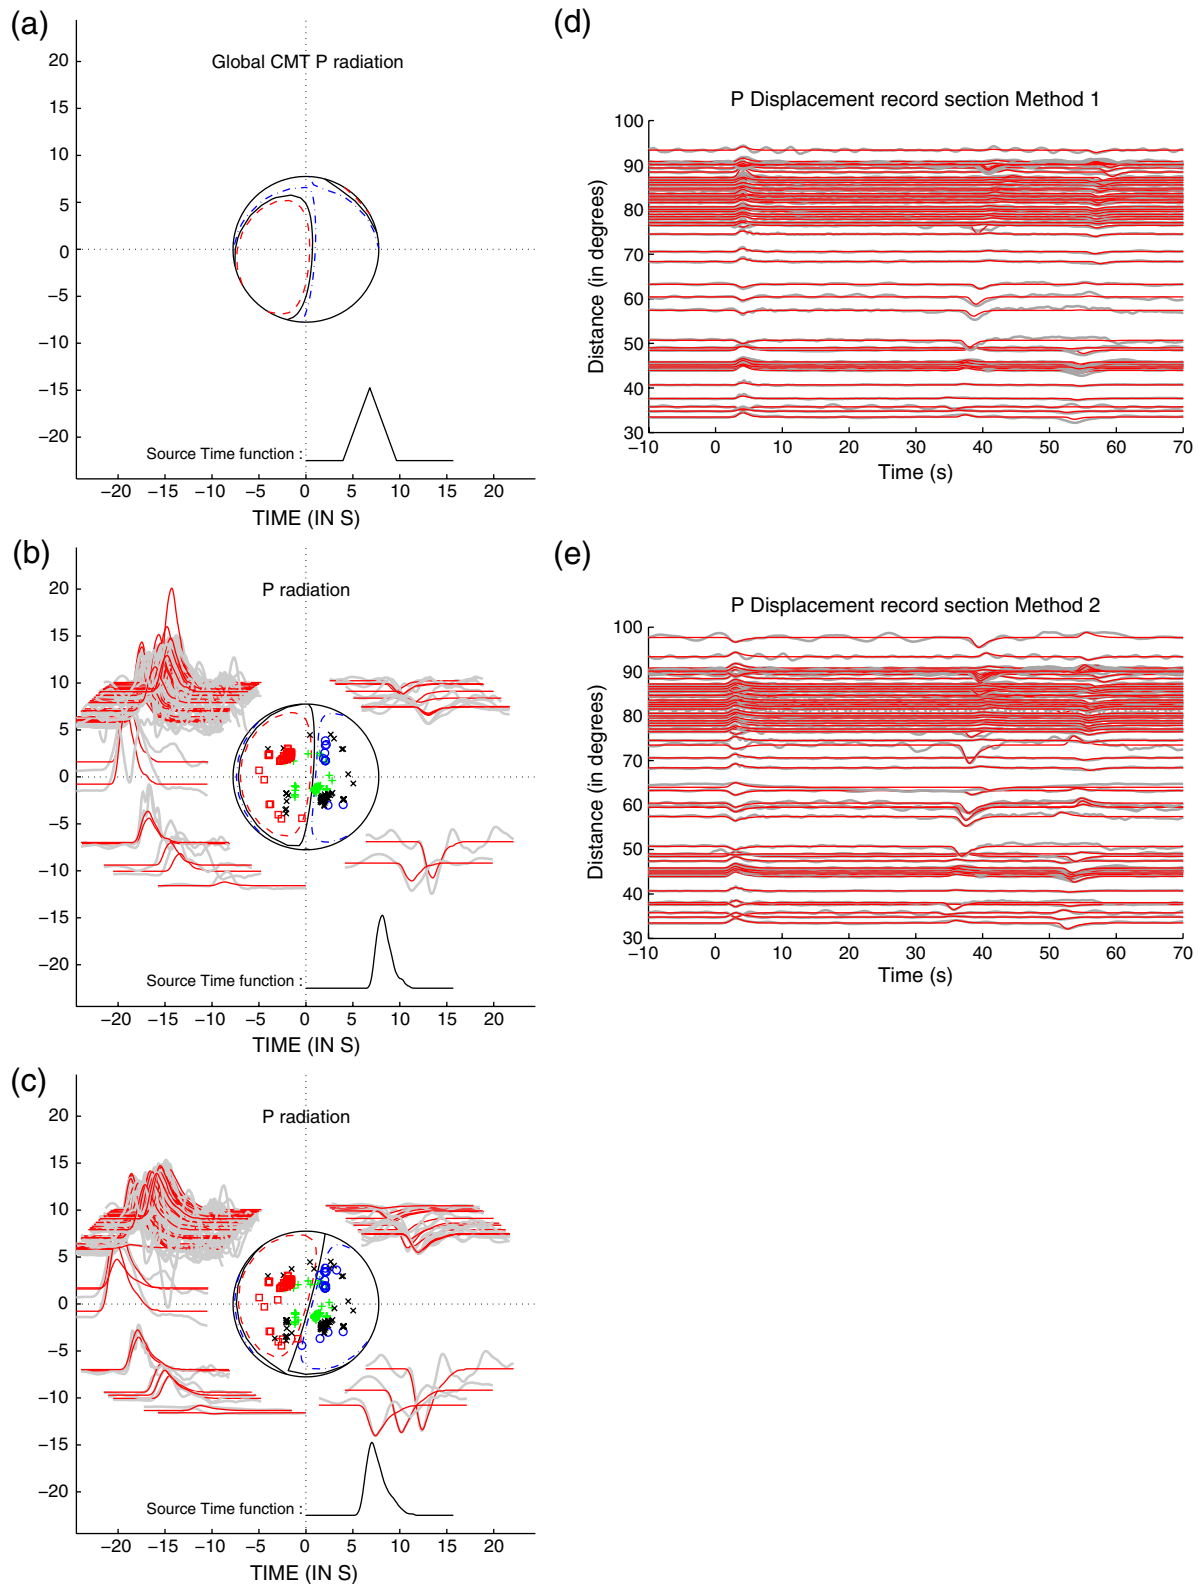 (a)
Global CMT P radiation
20
15
10
5
0
−5
−10
−15
−20
Source Time function :
−20 −15 −10 −5 0 5 10 15 20
TIME (IN S)
(b)
P radiation
20
15
10
5
0
−5
−10
−15
−20
Source Time function :
−20 −15 −10 −5 0 5 10 15 20
TIME (IN S)
(c)
P radiation
20
15
10
5
0
−5
−10
−15
−20
Source Time function :
−20 −15 −10 −5 0 5 10 15 20
TIME (IN S)
(d)
P Displacement record section Method 1
Distance (in degrees)
100
90
80
70
60
50
40
30
−10 0 10 20 30 40 50 60 70
Time (s)
(e)
P Displacement record section Method 2
Distance (in degrees)
100
90
80
70
60
50
40
30
−10 0 10 20 30 40 50 60 70
Time (s)